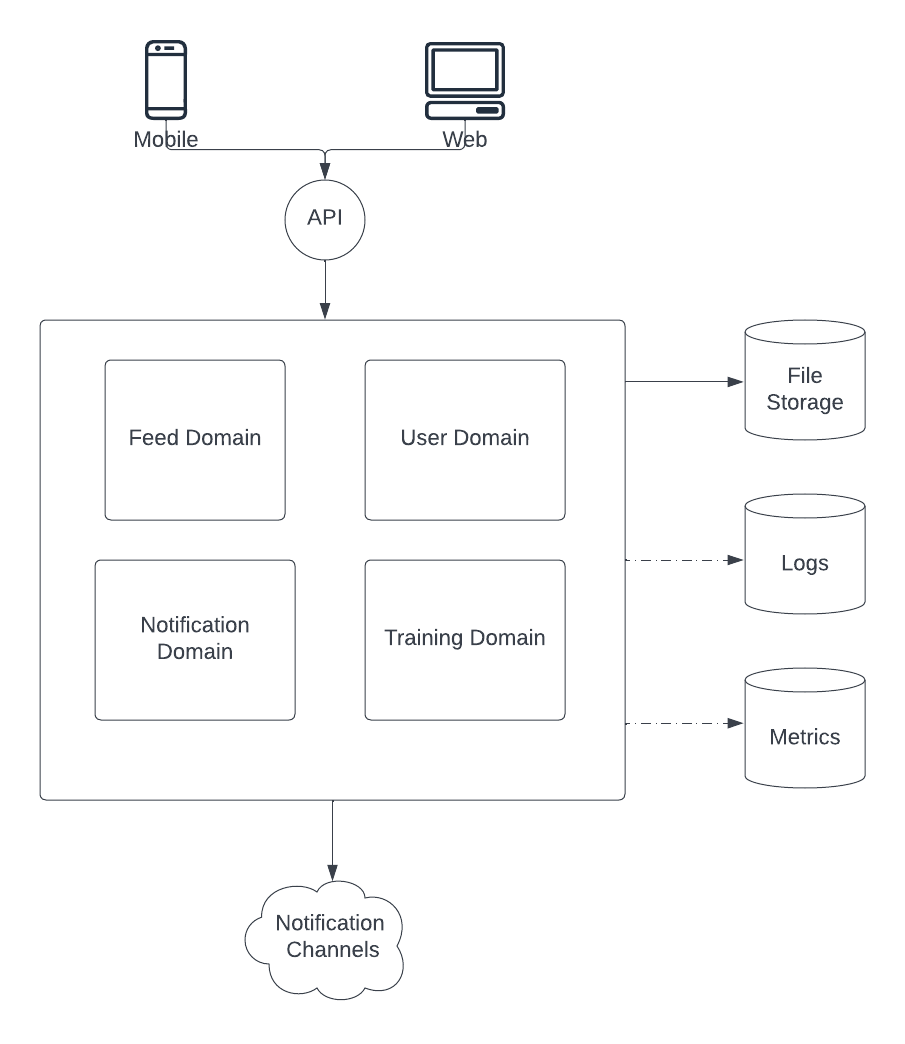 Mobile
Web
API
Feed Domain
User Domain
File
Storage
Logs
Notification
Domain
Training Domain
Metrics
Notification
Channels